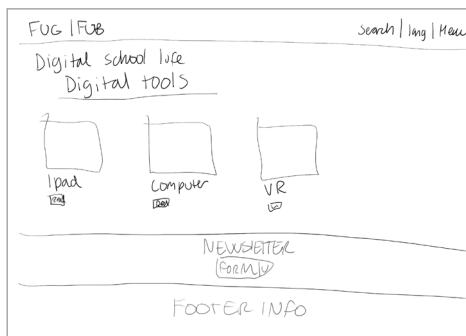 FUG | FUB
Search | lang | Menu
Digital school life
Digital tools
Ipad
Computer
VR
NEWSLETTER
FORM
FOOTER INFO